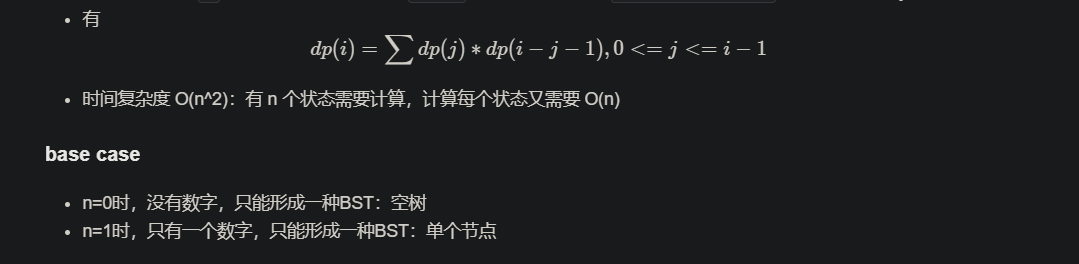 有
dp(i) = ∑ dp(j) * dp(i − j − 1), 0 <= j <= i − 1
时间复杂度 O(n^2)：有 n 个状态需要计算，计算每个状态又需要 O(n)
base case
n=0时，没有数字，只能形成一种BST：空树
n=1时，只有一个数字，只能形成一种BST：单个节点